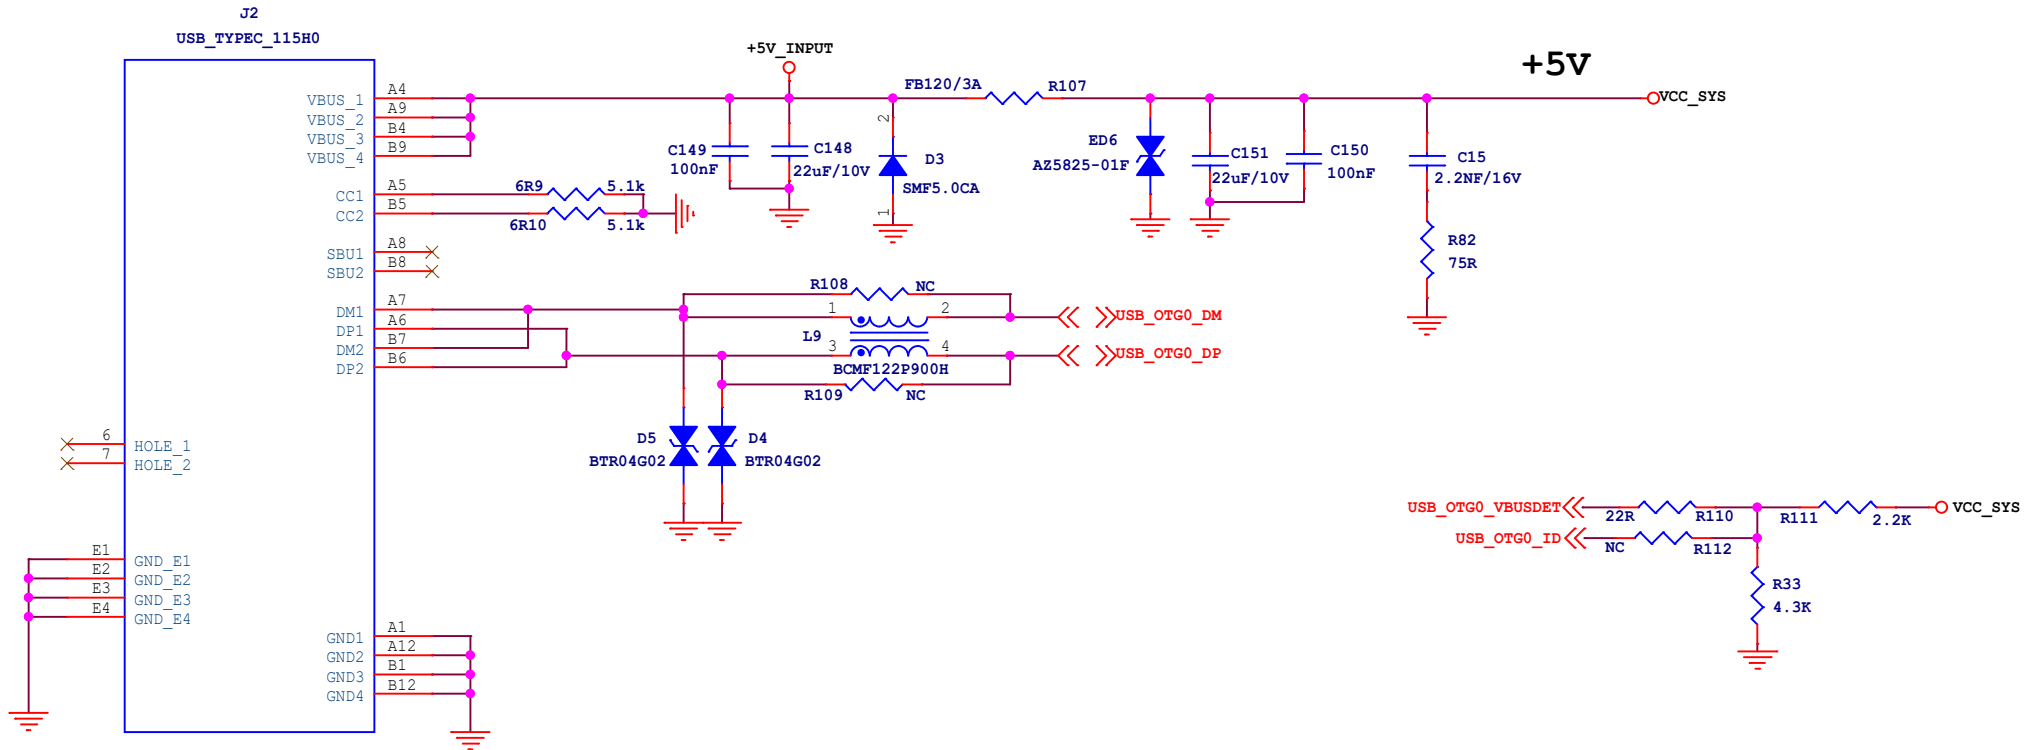 J2
USB_TYPEC_115H0
VBUS_1 A4
VBUS_2 A9
VBUS_3 B4
VBUS_4 B9
CC1 A5
CC2 B5
SBU1 A8
SBU2 B8
DM1 A7
DP1 A6
DM2 B7
DP2 B6
6 HOLE_1
7 HOLE_2
E1 GND_E1
E2 GND_E2
E3 GND_E3
E4 GND_E4
GND1 A1
GND2 A12
GND3 B1
GND4 B12
6R9 5.1k
6R10 5.1k
+5V_INPUT
C149
100nF
C148
22uF/10V
2
D3
SMF5.0CA
1
FB120/3A R107
+5V
VCC_SYS
ED6
AZ5825-01F
C151
22uF/10V
C150
100nF
C15
2.2NF/16V
R82
75R
R108 NC
1 2
L9
3 4
BCMF122P900H
R109 NC
USB_OTG0_DM
USB_OTG0_DP
D5
BTR04G02
D4
BTR04G02
USB_OTG0_VBUSDET
22R R110
R111 2.2K
VCC_SYS
USB_OTG0_ID
NC R112
R33
4.3K